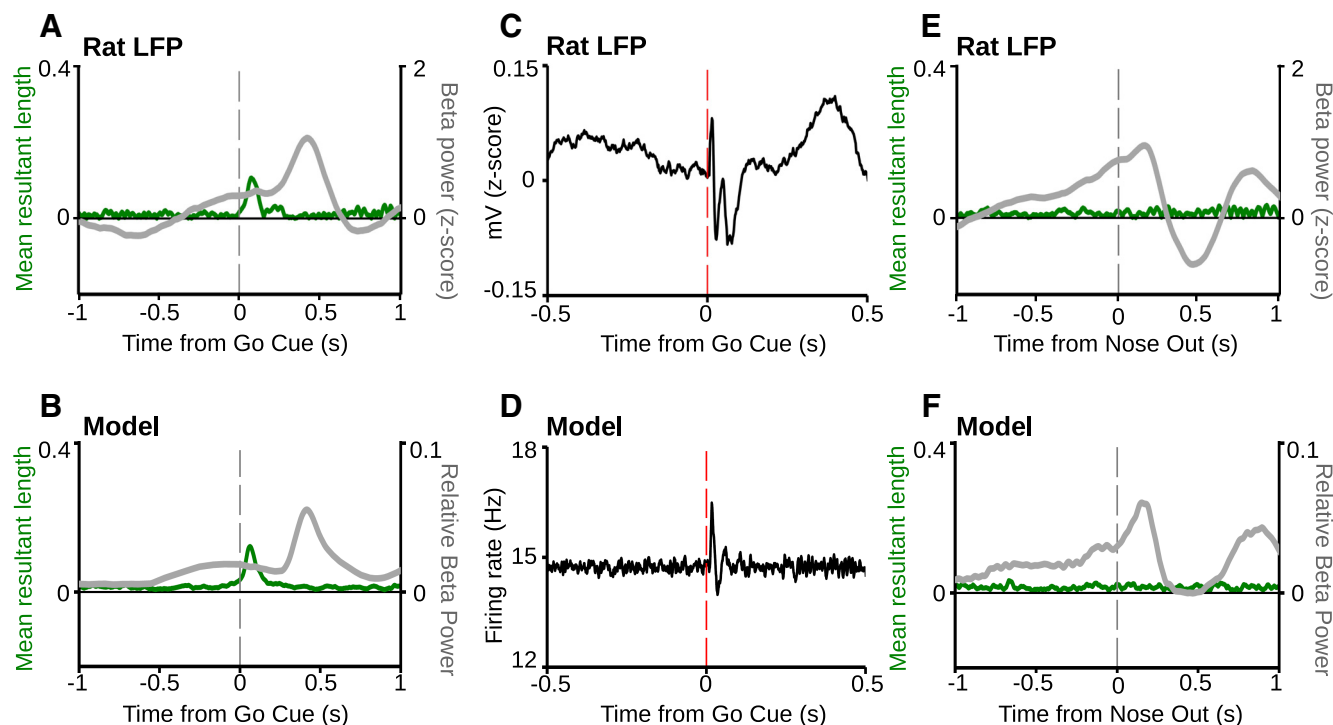 A
Rat LFP
0.4
0
2
0
Mean resultant length
Beta power (z-score)
-1
-0.5
0
0.5
1
Time from Go Cue (s)
C
Rat LFP
0.15
0
-0.15
mV (z-score)
-0.5
0
0.5
Time from Go Cue (s)
E
Rat LFP
0.4
0
2
0
Mean resultant length
Beta power (z-score)
-1
-0.5
0
0.5
1
Time from Nose Out (s)
B
Model
0.4
0
0.1
0
Mean resultant length
Relative Beta Power
-1
-0.5
0
0.5
1
Time from Go Cue (s)
D
Model
18
15
12
Firing rate (Hz)
-0.5
0
0.5
Time from Go Cue (s)
F
Model
0.4
0
0.1
0
Mean resultant length
Relative Beta Power
-1
-0.5
0
0.5
1
Time from Nose Out (s)